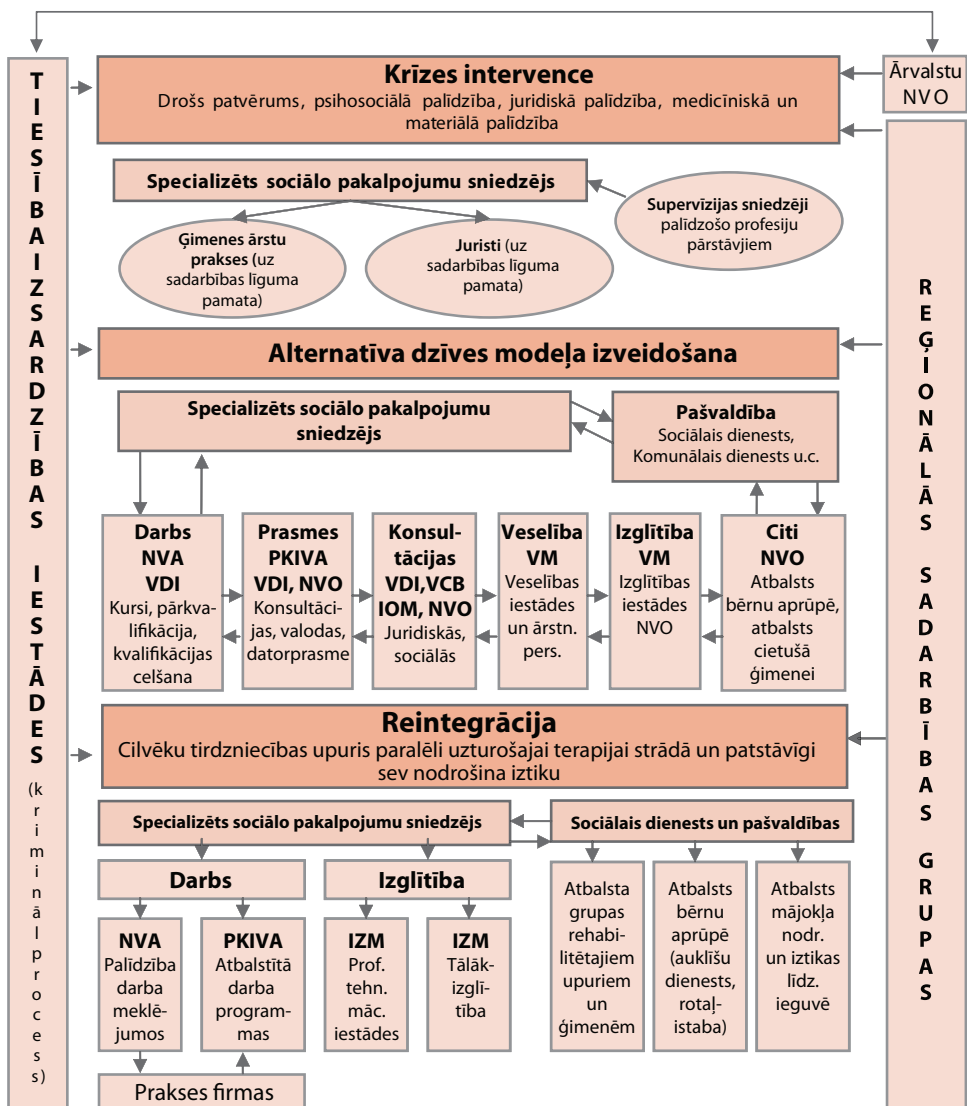 TIESĪBAIZSARDZĪBAS IESTĀDES (kriminālprocess)
Krīzes intervence
Drošs patvērums, psihosociālā palīdzība, juridiskā palīdzība, medicīniskā un
materiālā palīdzība
Ārvalstu
NVO
REĢIONĀLĀS SADARBĪBAS GRUPAS
Specializēts sociālo pakalpojumu sniedzējs
Supervīzijas sniedzēji
palīdzošo profesiju
pārstāvjiem
Ģimenes ārstu
prakses (uz
sadarbības līguma
pamata)
Juristi (uz
sadarbības līguma
pamata)
Alternatīva dzīves modeļa izveidošana
Specializēts sociālo pakalpojumu
sniedzējs
Pašvaldība
Sociālais dienests,
Komunālais dienests u.c.
Darbs
NVA
VDI
Kursi, pārkva-
lifikācija,
kvalifikācijas
celšana
Prasmes
PKIVA
VDI, NVO
Konsultāci-
jas, valodas,
datorprasme
Konsul-
tācijas
VDI,VCB
IOM, NVO
Juridiskās,
sociālās
Veselība
VM
Veselības
iestādes
un ārstn.
pers.
Izglītība
VM
Izglītības
iestādes
NVO
Citi
NVO
Atbalsts
bērnu aprūpē,
atbalsts
cietušā
ģimenei
Reintegrācija
Cilvēku tirdzniecības upuris paralēli uzturošajai terapijai strādā un patstāvīgi
sev nodrošina iztiku
Specializēts sociālo pakalpojumu sniedzējs
Sociālais dienests un pašvaldības
Darbs
Izglītība
NVA
Palīdzība
darba
meklē-
jumos
PKIVA
Atbalstītā
darba
program-
mas
IZM
Prof.
tehn.
māc.
iestādes
IZM
Tālāk-
izglī-
tība
Atbalsta
grupas
rehabi-
litētajiem
upuriem
un
ģimenēm
Atbalsts
bērnu
aprūpē
(auklīšu
dienests,
rotaļ-
istaba)
Atbalsts
mājokļa
nodr.
un iztikas
līdz.
ieguvē
Prakses firmas